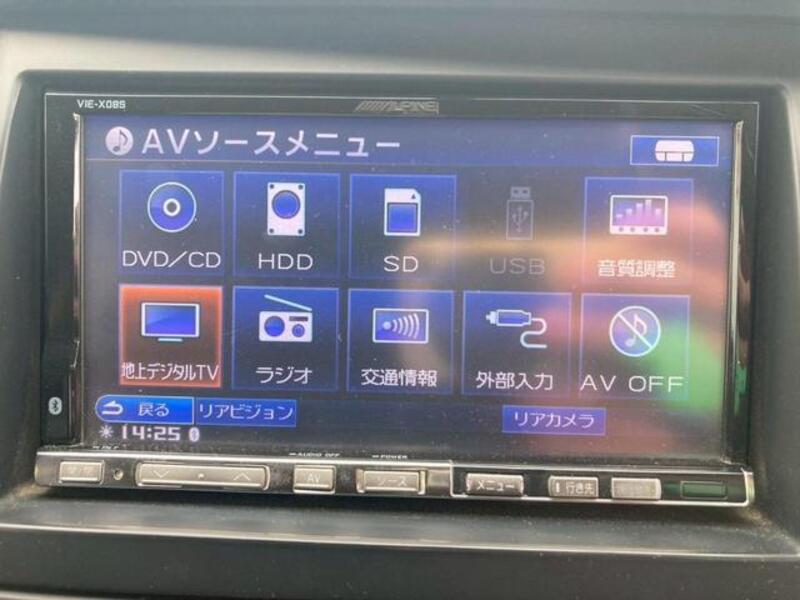 VIE-X08S
ALPINE
AVソースメニュー
DVD/CD
HDD
SD
USB
音質調整
地上デジタルTV
ラジオ
交通情報
外部入力
AV OFF
戻る
リアビジョン
リアカメラ
14:25
AUDIO OFF
POWER
AV
ソース
メニュー
行き先